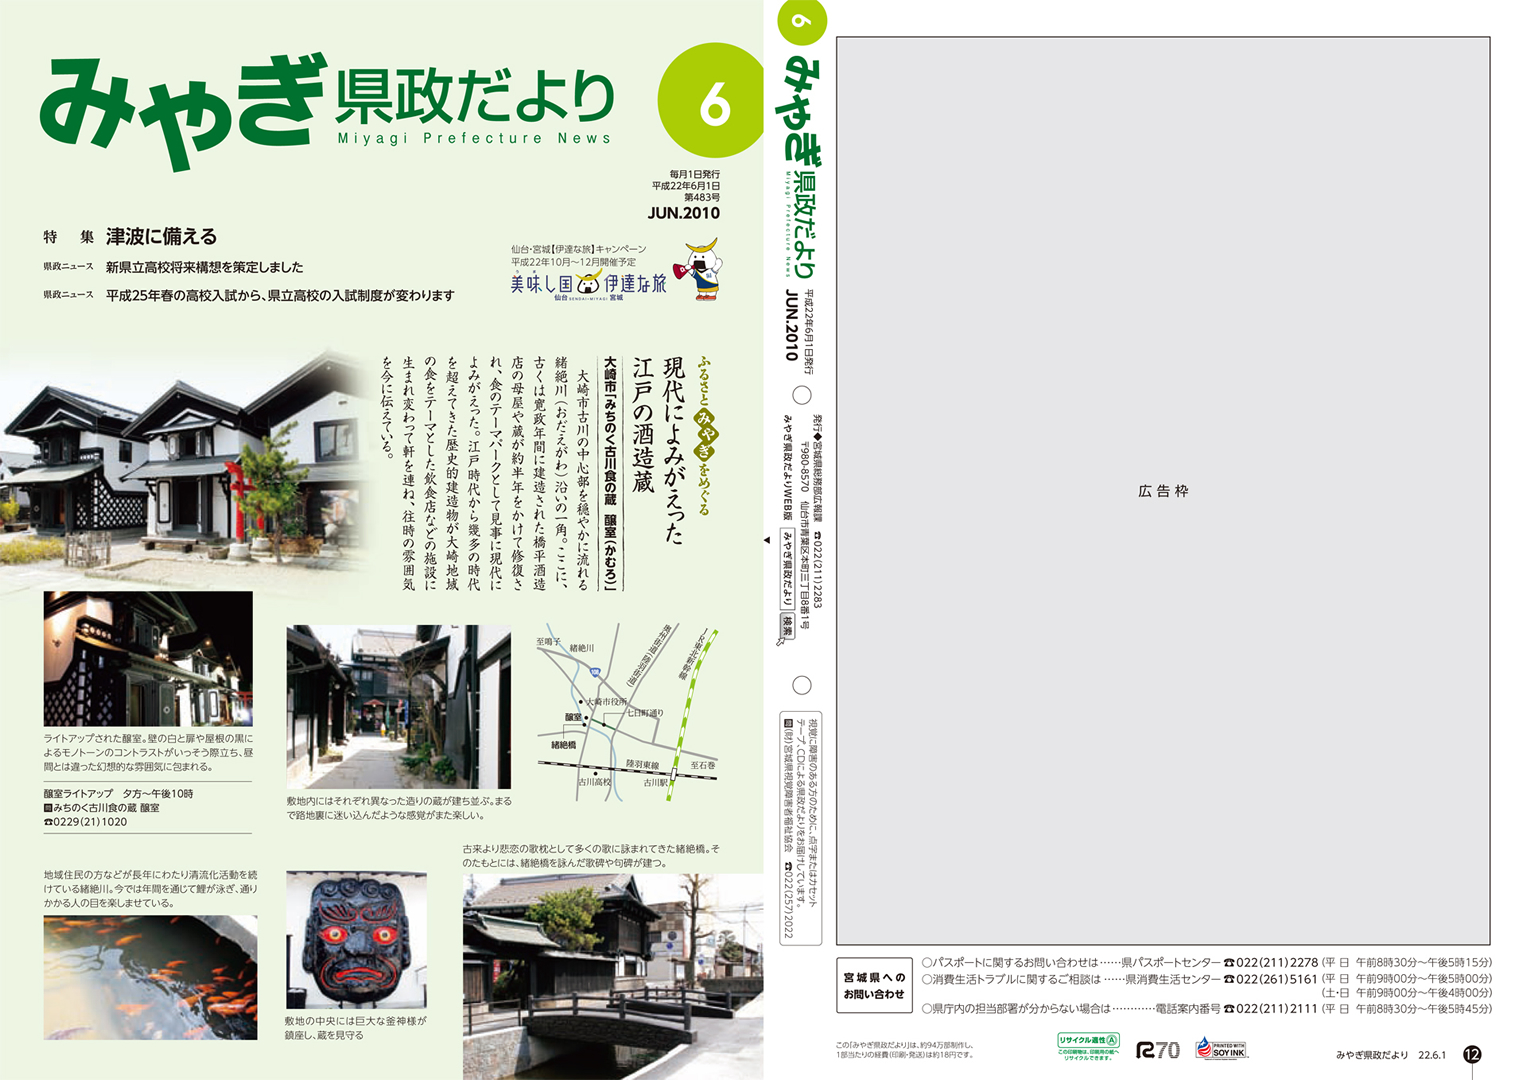 みやぎ県政だより
Miyagi Prefecture News
6
毎月1日発行
平成22年6月1日
第483号
JUN.2010
特 集 津波に備える
県政ニュース 新県立高校将来構想を策定しました
県政ニュース 平成25年春の高校入試から、県立高校の入試制度が変わります
仙台・宮城【伊達な旅】キャンペーン
平成22年10月～12月開催予定
美味し国 伊達な旅
仙台 SENDAI・MIYAGI 宮城
ふるさとみやぎをめぐる
現代によみがえった
江戸の酒造蔵
大崎市「みちのく古川食の蔵 醸室(かむろ)」
大崎市古川の中心部を穏やかに流れる
緒絶川(おだえがわ)沿いの一角。ここに、
古くは寛政年間に建造された橋平酒造
店の母屋や蔵が約半年をかけて修復さ
れ、食のテーマパークとして見事に現代に
よみがえった。江戸時代から幾多の時代
を超えてきた歴史的建造物が大崎地域
の食をテーマとした飲食店などの施設に
生まれ変わって軒を連ね、往時の雰囲気
を今に伝えている。
ライトアップされた醸室。壁の白と扉や屋根の黒に
よるモノトーンのコントラストがいっそう際立ち、昼
間とは違った幻想的な雰囲気に包まれる。
醸室ライトアップ 夕方～午後10時
問みちのく古川食の蔵 醸室
☎0229(21)1020
敷地内にはそれぞれ異なった造りの蔵が建ち並ぶ。まる
で路地裏に迷い込んだような感覚がまた楽しい。
至鳴子
緒絶川
奥州街道(陸羽街道)
JR東北新幹線
大崎市役所
七日町通り
醸室
緒絶橋
陸羽東線
至石巻
古川高校
古川駅
古来より悲恋の歌枕として多くの歌に詠まれてきた緒絶橋。そ
のたもとには、緒絶橋を詠んだ歌碑や句碑が建つ。
地域住民の方などが長年にわたり清流化活動を続
けている緒絶川。今では年間を通じて鯉が泳ぎ、通り
かかる人の目を楽しませている。
敷地の中央には巨大な釜神様が
鎮座し、蔵を見守る
6
みやぎ県政だより
Miyagi Prefecture News
平成22年6月1日発行
JUN.2010
発行◆宮城県総務部広報課 ☎022(211)2283
〒980-8570 仙台市青葉区本町三丁目8番1号
みやぎ県政だよりWEB版 みやぎ県政だより 検索
視覚に障害のある方のために、点字またはカセット
テープ、CDによる県政だよりをお届けしています。
問(財)宮城県視覚障害者福祉協会 ☎022(257)2022
広告枠
宮城県への
お問い合わせ
○パスポートに関するお問い合わせは……県パスポートセンター ☎022(211)2278 (平 日 午前8時30分～午後5時15分)
○消費生活トラブルに関するご相談は……県消費生活センター ☎022(261)5161 (平 日 午前9時00分～午後5時00分)
(土・日 午前9時00分～午後4時00分)
○県庁内の担当部署が分からない場合は…………電話案内番号 ☎022(211)2111 (平 日 午前8時30分～午後5時45分)
この「みやぎ県政だより」は、約94万部制作し、
1部当たりの経費(印刷・発送)は約18円です。
リサイクル適性Ⓐ
この印刷物は、印刷用の紙へ
リサイクルできます。
R70
PRINTED WITH
SOY INK
みやぎ県政だより 22.6.1 12